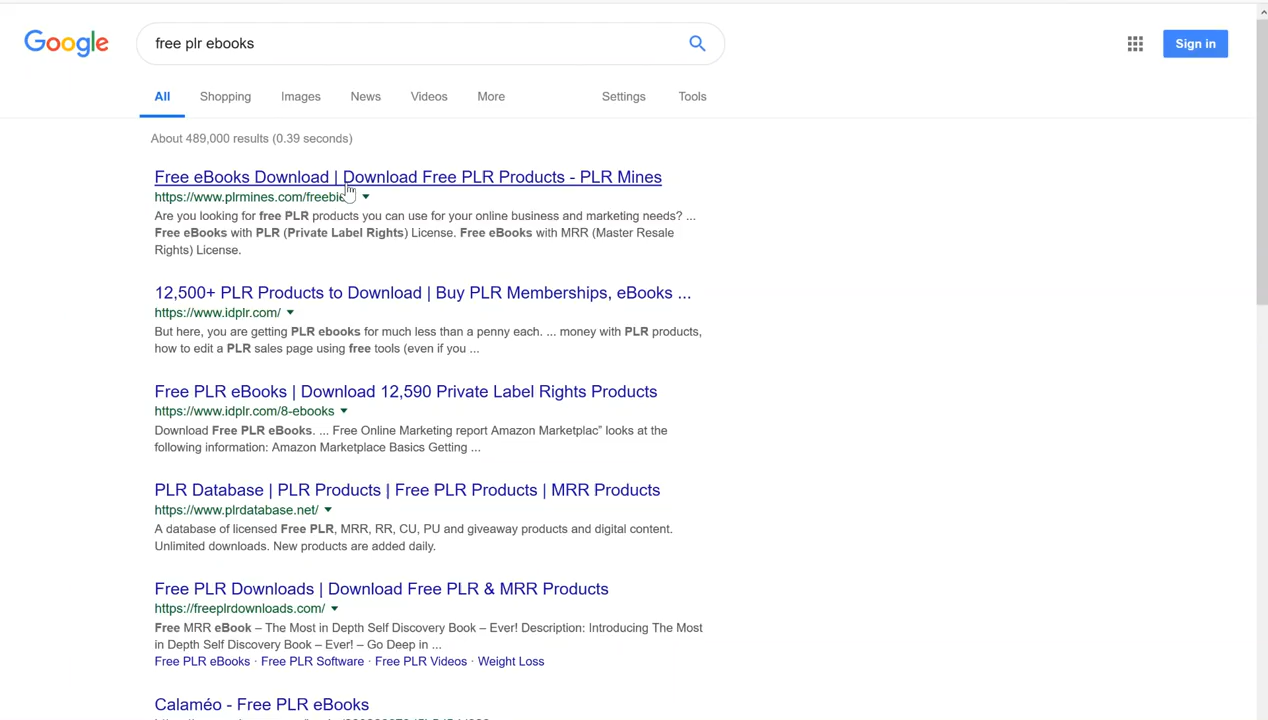 Google
free plr ebooks
Sign in
All Shopping Images News Videos More Settings Tools
About 489,000 results (0.39 seconds)
Free eBooks Download | Download Free PLR Products - PLR Mines
https://www.plrmines.com/freebi
Are you looking for free PLR products you can use for your online business and marketing needs? ...
Free eBooks with PLR (Private Label Rights) License. Free eBooks with MRR (Master Resale
Rights) License.
12,500+ PLR Products to Download | Buy PLR Memberships, eBooks ...
https://www.idplr.com/
But here, you are getting PLR ebooks for much less than a penny each. ... money with PLR products,
how to edit a PLR sales page using free tools (even if you ...
Free PLR eBooks | Download 12,590 Private Label Rights Products
https://www.idplr.com/8-ebooks
Download Free PLR eBooks. ... Free Online Marketing report Amazon Marketplac” looks at the
following information: Amazon Marketplace Basics Getting ...
PLR Database | PLR Products | Free PLR Products | MRR Products
https://www.plrdatabase.net/
A database of licensed Free PLR, MRR, RR, CU, PU and giveaway products and digital content.
Unlimited downloads. New products are added daily.
Free PLR Downloads | Download Free PLR & MRR Products
https://freeplrdownloads.com/
Free MRR eBook – The Most in Depth Self Discovery Book – Ever! Description: Introducing The Most
in Depth Self Discovery Book – Ever! – Go Deep in ...
Free PLR eBooks · Free PLR Software · Free PLR Videos · Weight Loss
Calaméo - Free PLR eBooks